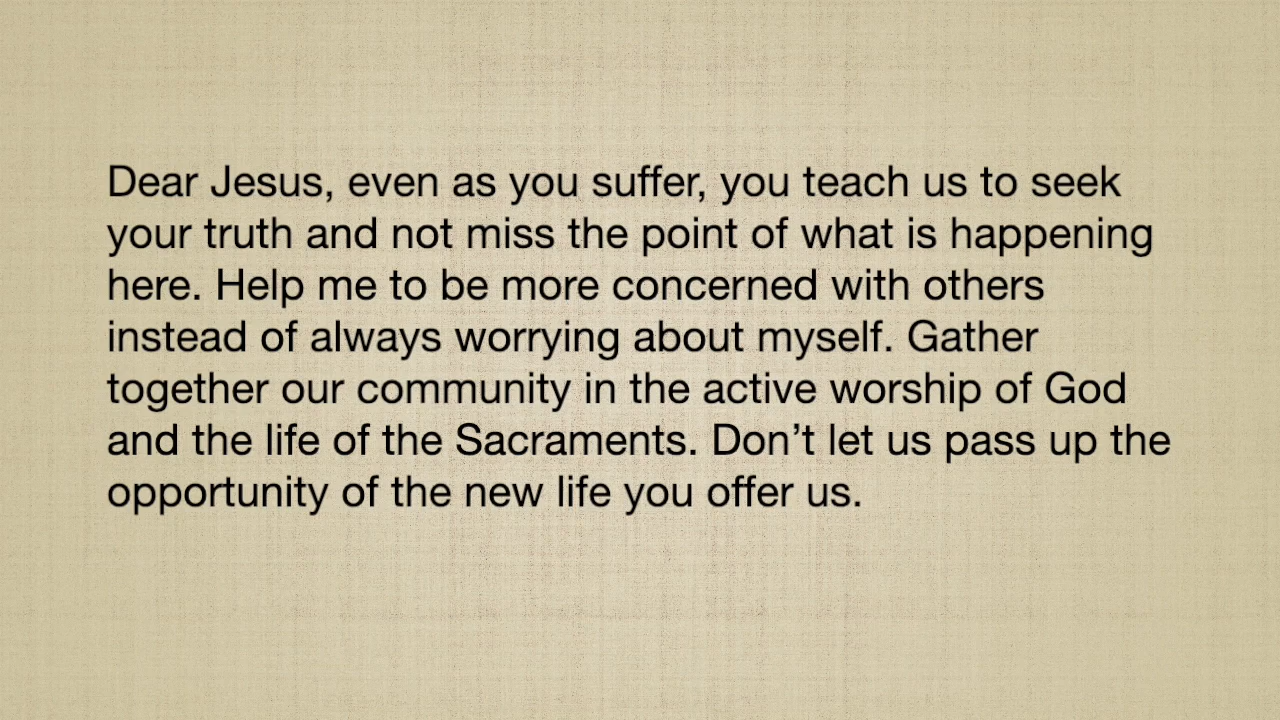 Dear Jesus, even as you suffer, you teach us to seek
your truth and not miss the point of what is happening
here. Help me to be more concerned with others
instead of always worrying about myself. Gather
together our community in the active worship of God
and the life of the Sacraments. Don’t let us pass up the
opportunity of the new life you offer us.